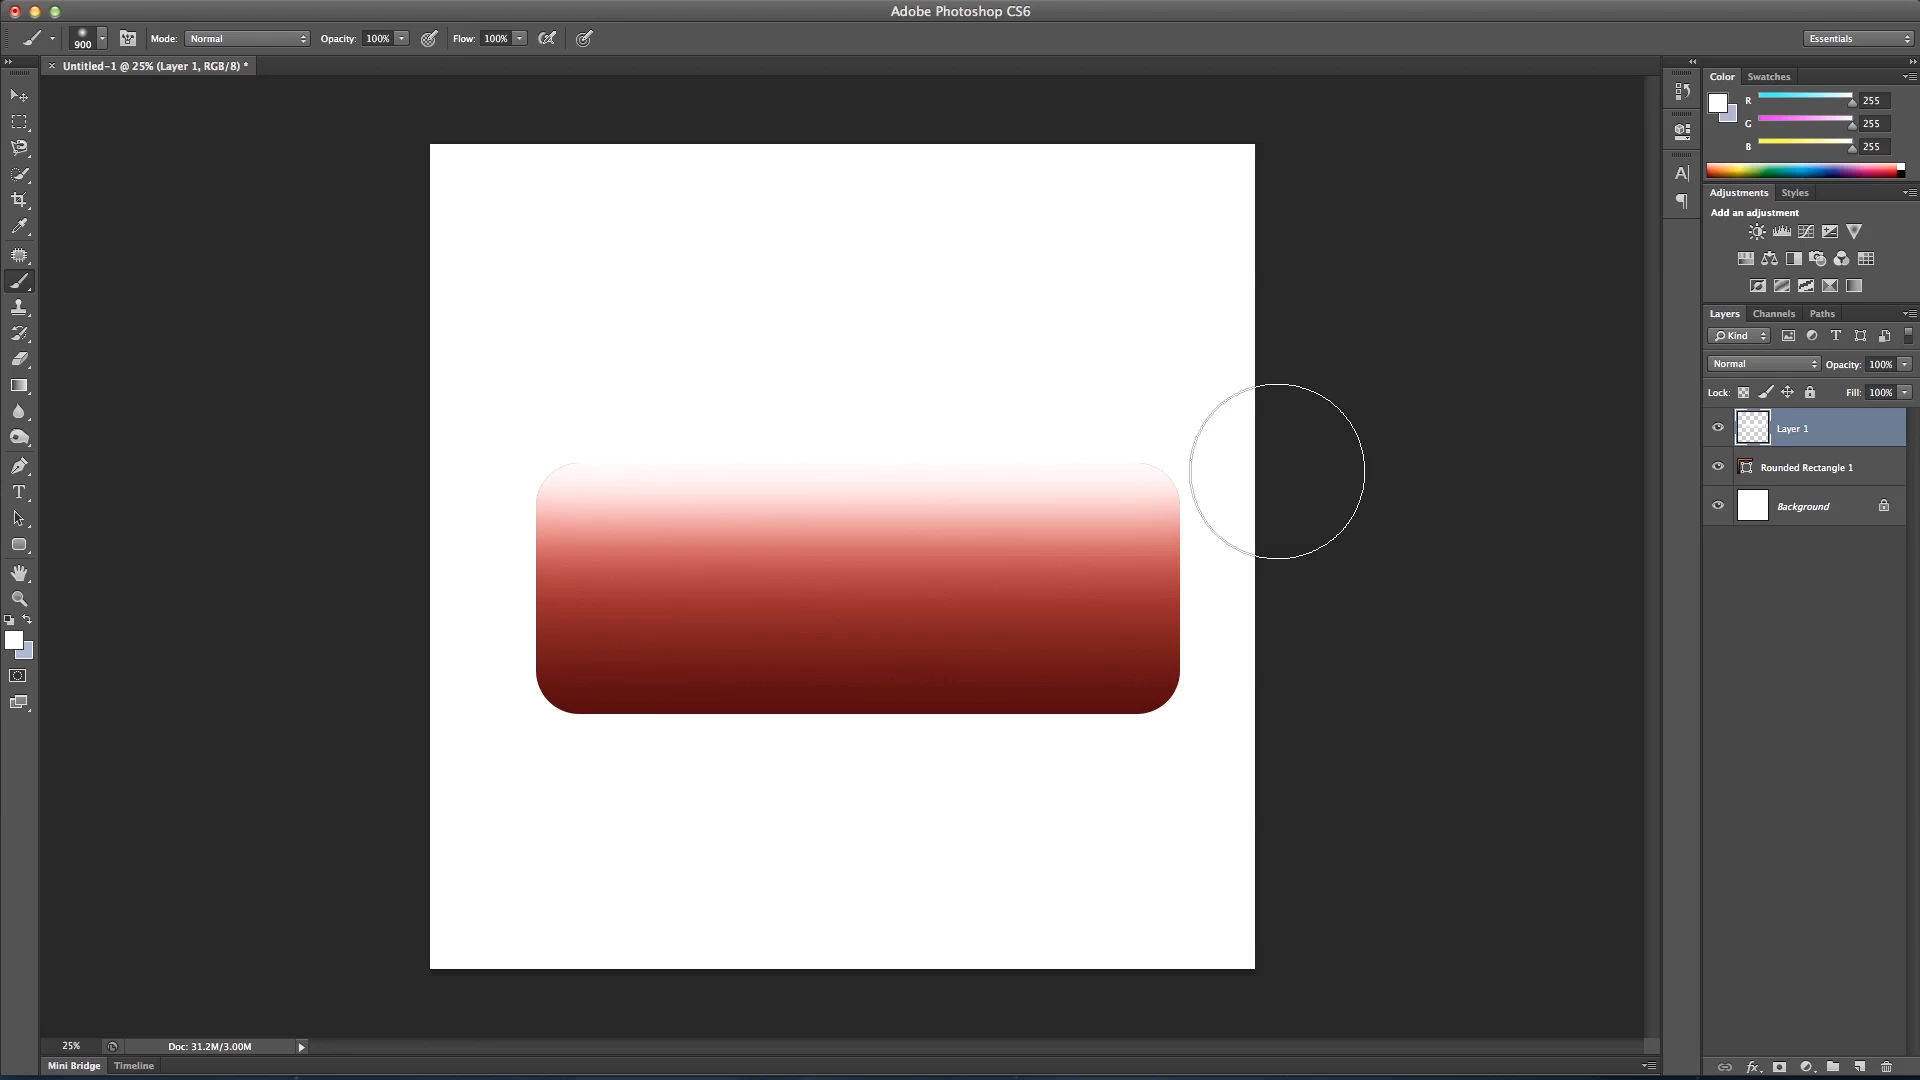 Adobe Photoshop CS6
900 Mode: Normal Opacity: 100% Flow: 100% Essentials
Untitled-1 @ 25% (Layer 1, RGB/8) *
Color Swatches
R 255
G 255
B 255
Adjustments Styles
Add an adjustment
Layers Channels Paths
Kind
Normal Opacity: 100%
Lock: Fill: 100%
Layer 1
Rounded Rectangle 1
Background
25% Doc: 31.2M/3.00M
Mini Bridge Timeline